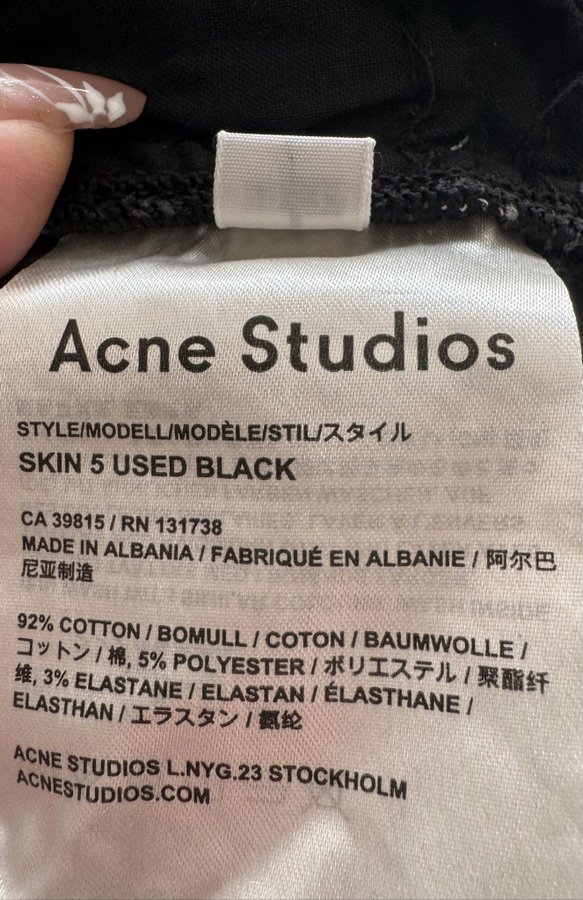 Acne Studios
STYLE/MODELL/MODÈLE/STIL/スタイル
SKIN 5 USED BLACK
CA 39815 / RN 131738
MADE IN ALBANIA / FABRIQUÉ EN ALBANIE / 阿尔巴
尼亚制造
92% COTTON / BOMULL / COTON / BAUMWOLLE /
コットン / 棉, 5% POLYESTER / ポリエステル / 聚酯纤
维, 3% ELASTANE / ELASTAN / ÉLASTHANE /
ELASTHAN / エラスタン / 氨纶
ACNE STUDIOS L.NYG.23 STOCKHOLM
ACNESTUDIOS.COM